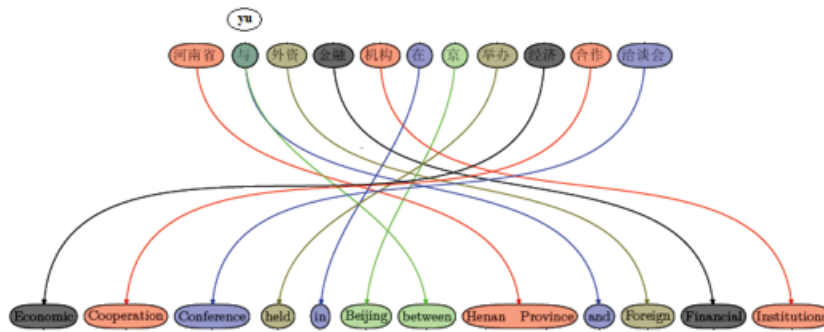 yu
河南省 与 外资 金融 机构 在 京 举办 经济 合作 洽谈会
Economic Cooperation Conference held in Beijing between Henan Province and Foreign Financial Institutions